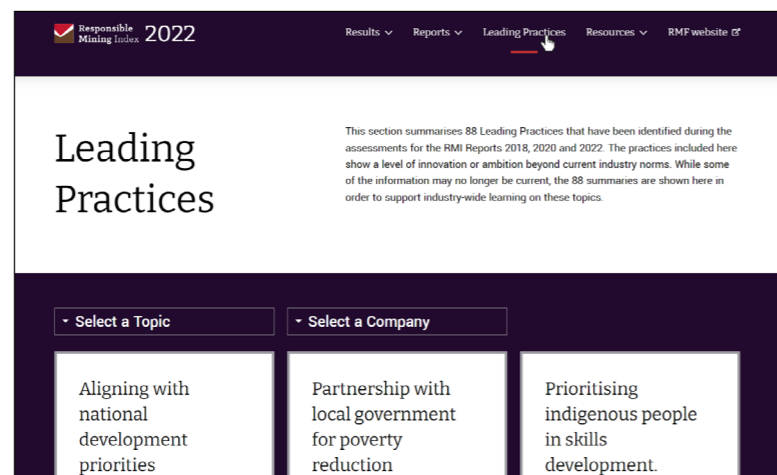 Responsible
Mining Index 2022
Results Reports Leading Practices Resources RMF website
Leading
Practices
This section summarises 88 Leading Practices that have been identified during the
assessments for the RMI Reports 2018, 2020 and 2022. The practices included here
show a level of innovation or ambition beyond current industry norms. While some
of the information may no longer be current, the 88 summaries are shown here in
order to support industry-wide learning on these topics.
Select a Topic
Select a Company
Aligning with
national
development
priorities
Partnership with
local government
for poverty
reduction
Prioritising
indigenous people
in skills
development.